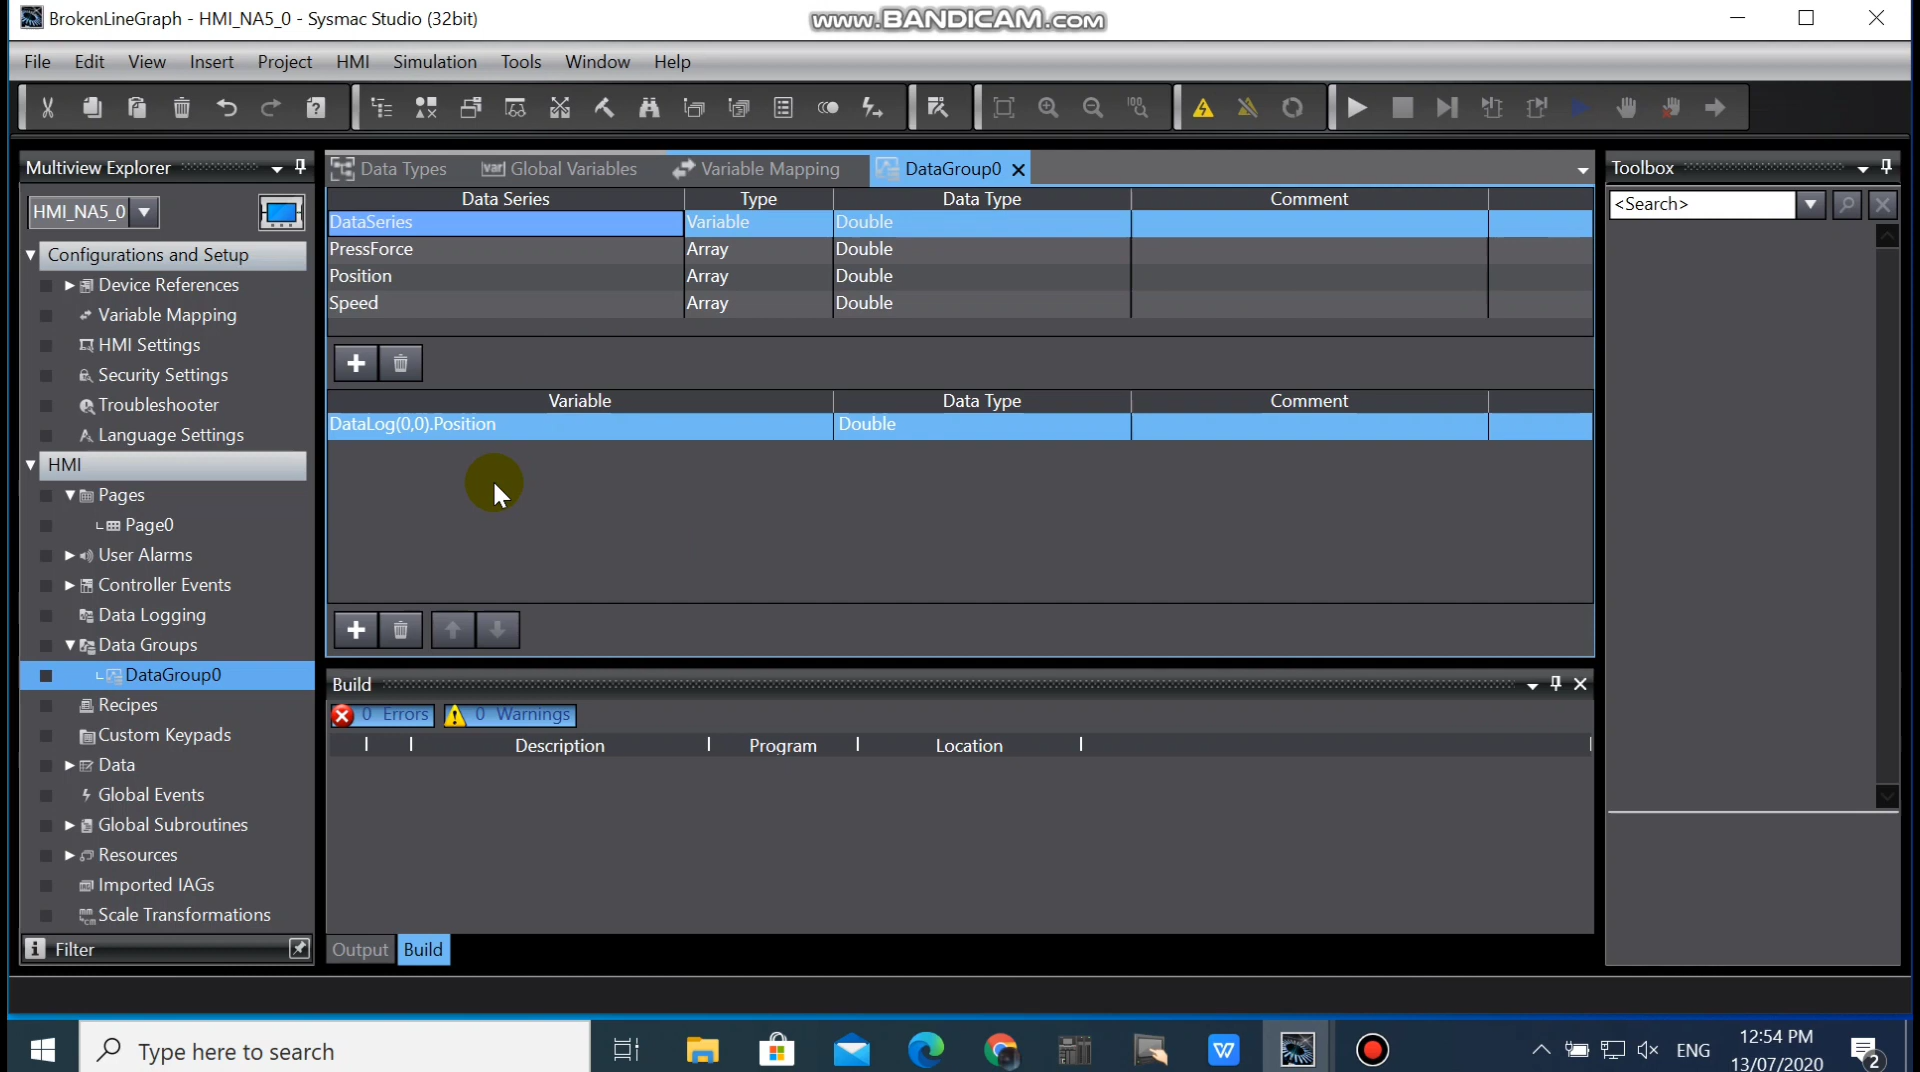 BrokenLineGraph - HMI_NA5_0 - Sysmac Studio (32bit)
www.BANDICAM.com
File Edit View Insert Project HMI Simulation Tools Window Help
Multiview Explorer
HMI_NA5_0
Configurations and Setup
Device References
Variable Mapping
HMI Settings
Security Settings
Troubleshooter
Language Settings
HMI
Pages
Page0
User Alarms
Controller Events
Data Logging
Data Groups
DataGroup0
Recipes
Custom Keypads
Data
Global Events
Global Subroutines
Resources
Imported IAGs
Scale Transformations
Filter
Data Types Global Variables Variable Mapping DataGroup0
Data Series Type Data Type Comment
DataSeries Variable Double
PressForce Array Double
Position Array Double
Speed Array Double
Variable Data Type Comment
DataLog(0,0).Position Double
Build
0 Errors 0 Warnings
Description Program Location
Output Build
Toolbox
<Search>
Type here to search
ENG
12:54 PM
13/07/2020
2